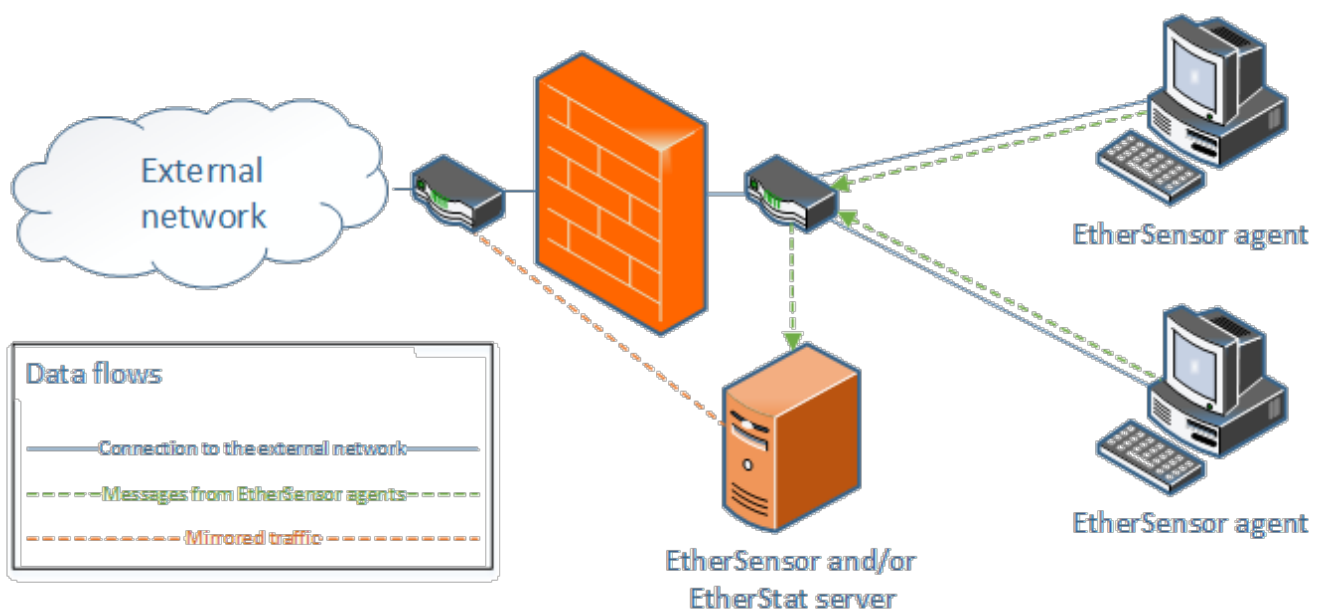 External
network
EtherSensor agent
Data flows
Connection to the external network
Messages from EtherSensor agents
Mirrored traffic
EtherSensor agent
EtherSensor and/or
EtherStat server